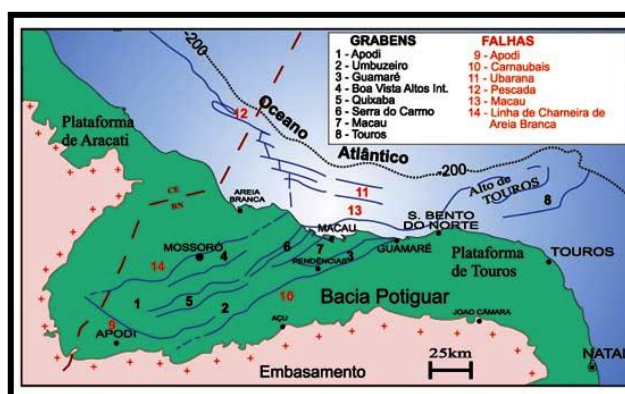 GRABENS
1 - Apodi
2 - Umbuzeiro
3 - Guamaré
4 - Boa Vista Altos Int.
5 - Quixaba
6 - Serra do Carmo
7 - Macau
8 - Touros
FALHAS
9 - Apodi
10 - Carnaubais
11 - Ubarana
12 - Pescada
13 - Macau
14 - Linha de Charneira de
Areia Branca
-200
Plataforma
de Aracati
12
Oceano
Atlântico
-200
11
13
Alto de
TOUROS
8
CE
RN
AREIA
BRANCA
MACAU
S. BENTO
DO NORTE
GUAMARÉ
MOSSORÓ
14
4
6
7
3
PENDÊNCIAS
Plataforma
de Touros
TOUROS
1
5
2
10
Bacia Potiguar
9
APODI
AÇU
JOAO CÂMARA
25km
NATAL
Embasamento